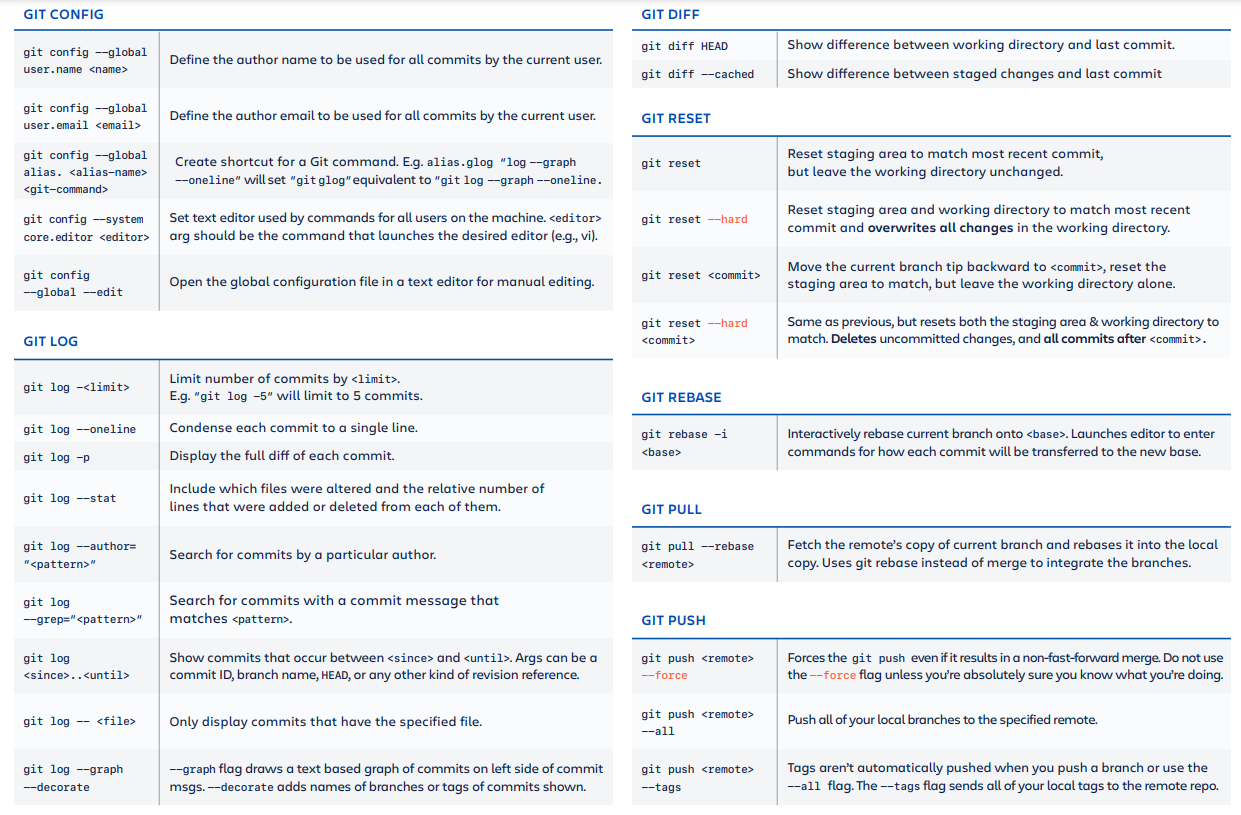 GIT CONFIG
git config --global
user.name <name>
Define the author name to be used for all commits by the current user.
git config --global
user.email <email>
Define the author email to be used for all commits by the current user.
git config --global
alias. <alias-name>
<git-command>
Create shortcut for a Git command. E.g. alias.glog "log --graph
--oneline" will set "git glog" equivalent to "git log --graph --oneline.
git config --system
core.editor <editor>
Set text editor used by commands for all users on the machine. <editor>
arg should be the command that launches the desired editor (e.g., vi).
git config
--global --edit
Open the global configuration file in a text editor for manual editing.
GIT LOG
git log -<limit>
Limit number of commits by <limit>.
E.g. "git log -5" will limit to 5 commits.
git log --oneline
Condense each commit to a single line.
git log -p
Display the full diff of each commit.
git log --stat
Include which files were altered and the relative number of
lines that were added or deleted from each of them.
git log --author=
"<pattern>"
Search for commits by a particular author.
git log
--grep="<pattern>"
Search for commits with a commit message that
matches <pattern>.
git log
<since>..<until>
Show commits that occur between <since> and <until>. Args can be a
commit ID, branch name, HEAD, or any other kind of revision reference.
git log -- <file>
Only display commits that have the specified file.
git log --graph
--decorate
--graph flag draws a text based graph of commits on left side of commit
msgs. --decorate adds names of branches or tags of commits shown.
GIT DIFF
git diff HEAD
Show difference between working directory and last commit.
git diff --cached
Show difference between staged changes and last commit
GIT RESET
git reset
Reset staging area to match most recent commit,
but leave the working directory unchanged.
git reset --hard
Reset staging area and working directory to match most recent
commit and overwrites all changes in the working directory.
git reset <commit>
Move the current branch tip backward to <commit>, reset the
staging area to match, but leave the working directory alone.
git reset --hard
<commit>
Same as previous, but resets both the staging area & working directory to
match. Deletes uncommitted changes, and all commits after <commit>.
GIT REBASE
git rebase -i
<base>
Interactively rebase current branch onto <base>. Launches editor to enter
commands for how each commit will be transferred to the new base.
GIT PULL
git pull --rebase
<remote>
Fetch the remote's copy of current branch and rebases it into the local
copy. Uses git rebase instead of merge to integrate the branches.
GIT PUSH
git push <remote>
--force
Forces the git push even if it results in a non-fast-forward merge. Do not use
the --force flag unless you're absolutely sure you know what you're doing.
git push <remote>
--all
Push all of your local branches to the specified remote.
git push <remote>
--tags
Tags aren't automatically pushed when you push a branch or use the
--all flag. The --tags flag sends all of your local tags to the remote repo.